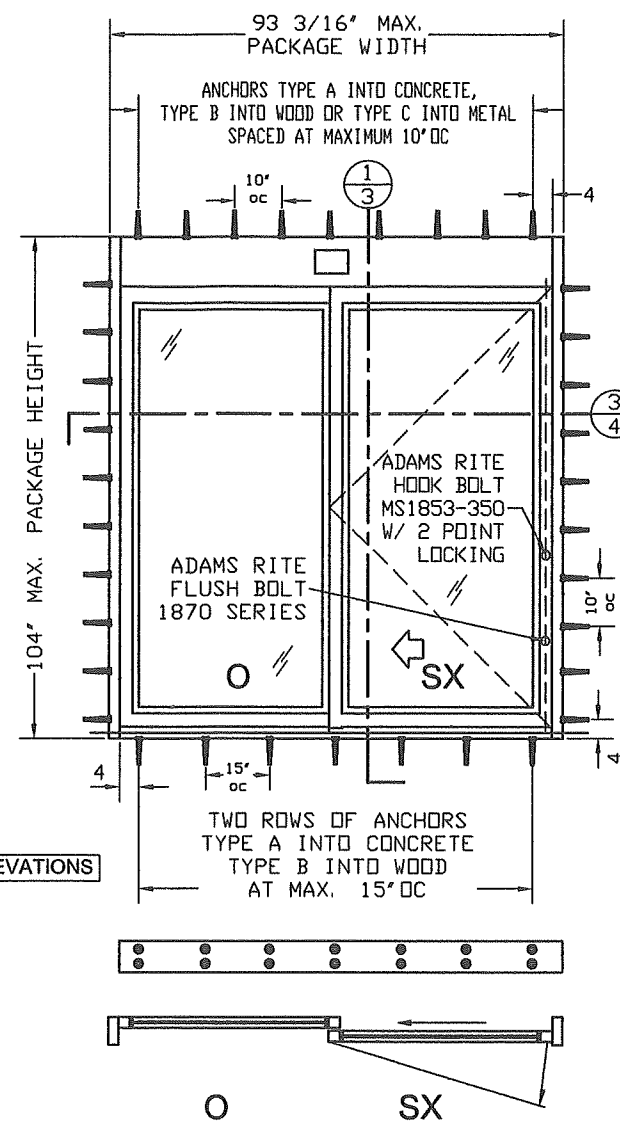 93 3/16" MAX.
PACKAGE WIDTH
ANCHORS TYPE A INTO CONCRETE,
TYPE B INTO WOOD OR TYPE C INTO METAL
SPACED AT MAXIMUM 10" OC
10"
OC
1
3
4
104" MAX. PACKAGE HEIGHT
3
4
ADAMS RITE
HOOK BOLT
MS1853-350
W/ 2 POINT
LOCKING
ADAMS RITE
FLUSH BOLT
1870 SERIES
10"
OC
O
SX
4
4
15"
OC
TWO ROWS OF ANCHORS
TYPE A INTO CONCRETE
TYPE B INTO WOOD
AT MAX. 15" OC
EVATIONS
O
SX